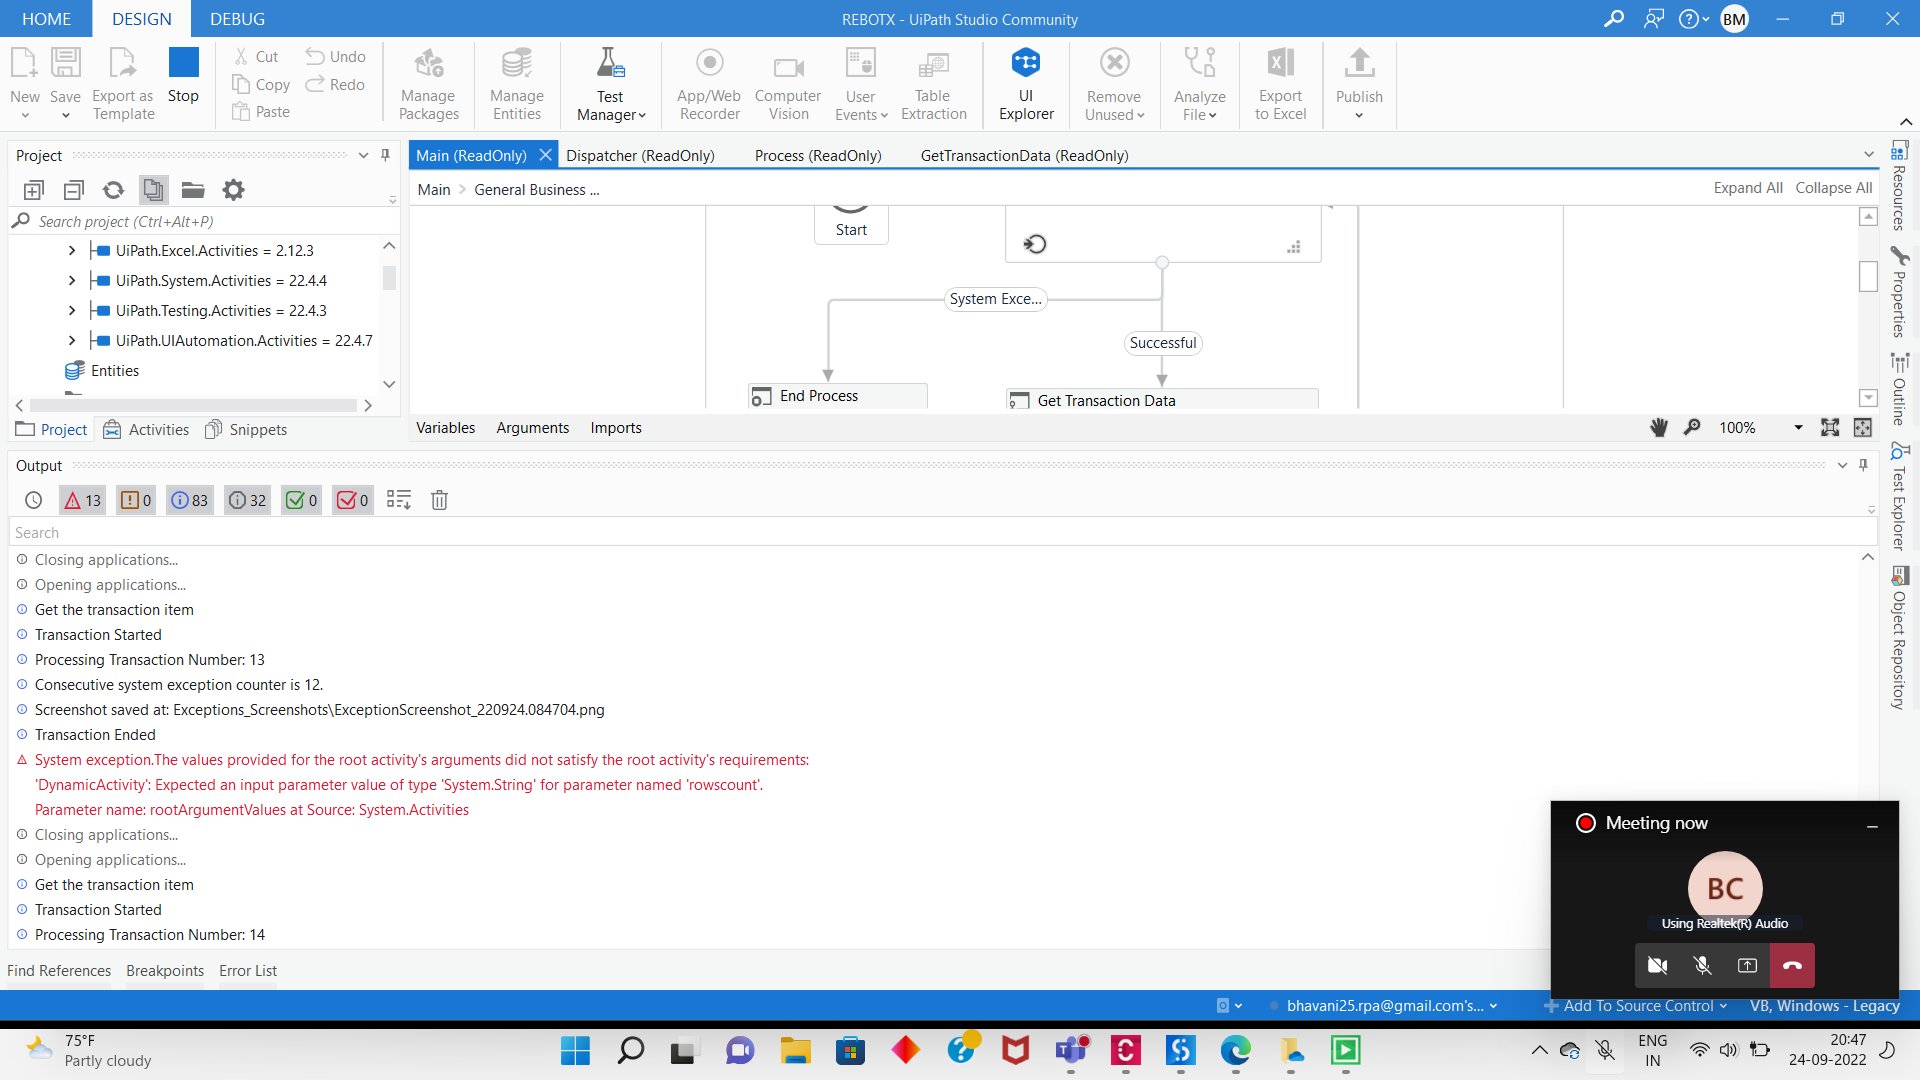 HOME
DESIGN
DEBUG
REBOTX - UiPath Studio Community
BM
New
Save
Export as
Template
Stop
Cut
Copy
Paste
Undo
Redo
Manage
Packages
Manage
Entities
Test
Manager
App/Web
Recorder
Computer
Vision
User
Events
Table
Extraction
UI
Explorer
Remove
Unused
Analyze
File
Export
to Excel
Publish
Project
Search project (Ctrl+Alt+P)
UiPath.Excel.Activities = 2.12.3
UiPath.System.Activities = 22.4.4
UiPath.Testing.Activities = 22.4.3
UiPath.UIAutomation.Activities = 22.4.7
Entities
Project
Activities
Snippets
Main (ReadOnly)
Dispatcher (ReadOnly)
Process (ReadOnly)
GetTransactionData (ReadOnly)
Main > General Business ...
Expand All
Collapse All
Start
System Exce...
Successful
End Process
Get Transaction Data
Variables
Arguments
Imports
100%
Resources
Properties
Outline
Test Explorer
Object Repository
Output
13
0
83
32
0
0
Search
Closing applications...
Opening applications...
Get the transaction item
Transaction Started
Processing Transaction Number: 13
Consecutive system exception counter is 12.
Screenshot saved at: Exceptions_Screenshots\ExceptionScreenshot_220924.084704.png
Transaction Ended
System exception.The values provided for the root activity's arguments did not satisfy the root activity's requirements:
'DynamicActivity': Expected an input parameter value of type 'System.String' for parameter named 'rowscount'.
Parameter name: rootArgumentValues at Source: System.Activities
Closing applications...
Opening applications...
Get the transaction item
Transaction Started
Processing Transaction Number: 14
Meeting now
BC
Using Realtek(R) Audio
Find References
Breakpoints
Error List
bhavani25.rpa@gmail.com's...
Add To Source Control
VB, Windows - Legacy
75°F
Partly cloudy
ENG
IN
20:47
24-09-2022